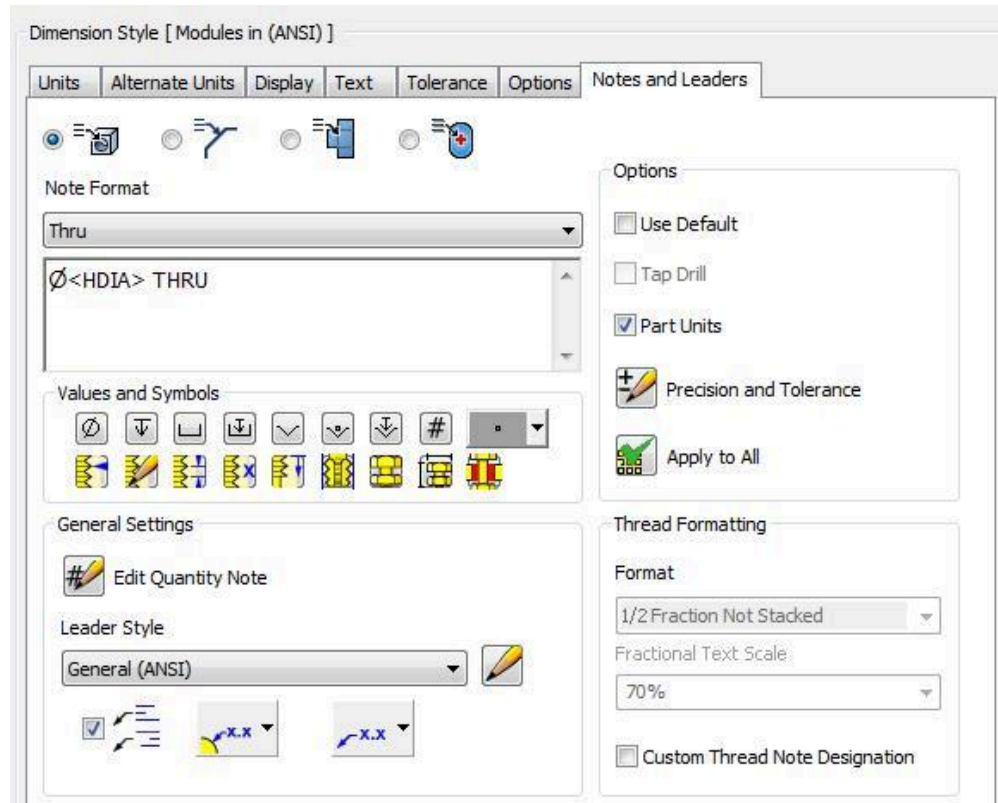 Dimension Style [ Modules in (ANSI) ]
Units Alternate Units Display Text Tolerance Options Notes and Leaders
Note Format
Thru
Ø<HDIA> THRU
Values and Symbols
#
General Settings
# Edit Quantity Note
Leader Style
General (ANSI)
x.x x.x
Options
Use Default
Tap Drill
Part Units
Precision and Tolerance
Apply to All
Thread Formatting
Format
1/2 Fraction Not Stacked
Fractional Text Scale
70%
Custom Thread Note Designation